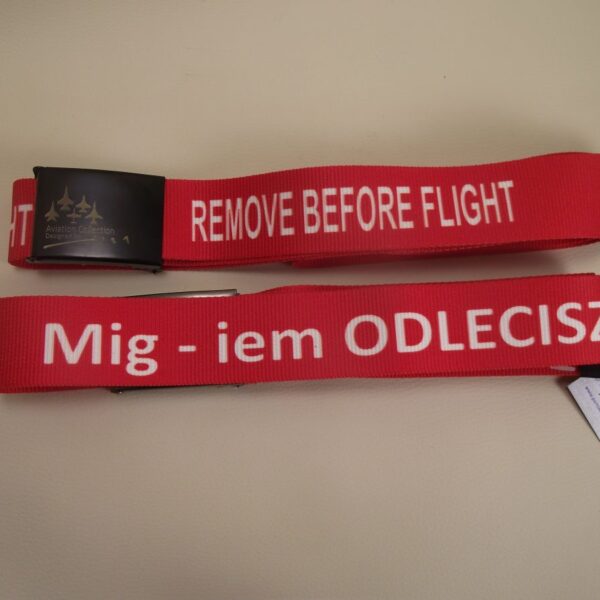 HT
Aviation Collection
REMOVE BEFORE FLIGHT
Mig - iem ODLECISZ